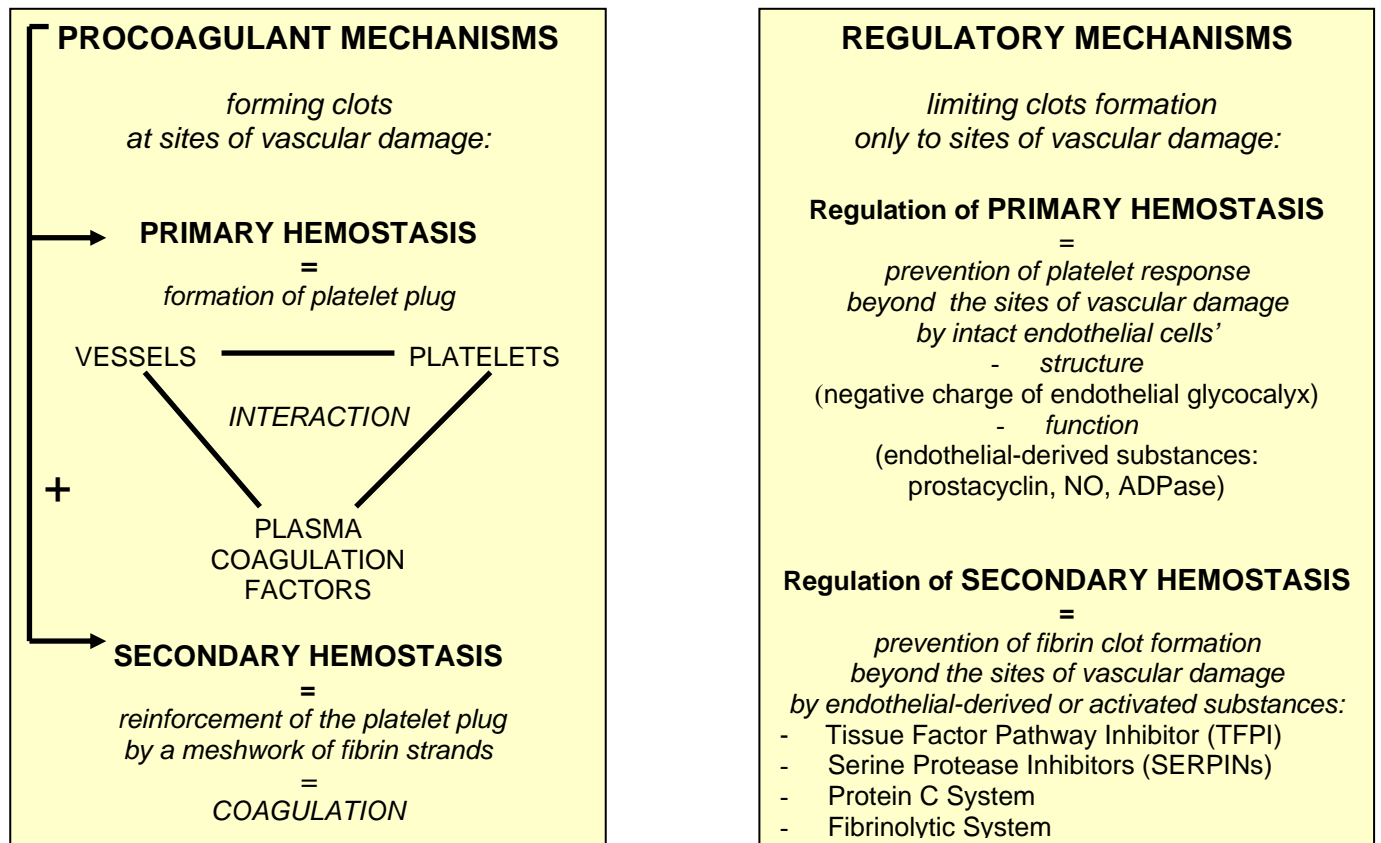 PROCOAGULANT MECHANISMS
forming clots
at sites of vascular damage:
PRIMARY HEMOSTASIS
=
formation of platelet plug
VESSELS PLATELETS
INTERACTION
+
PLASMA
COAGULATION
FACTORS
SECONDARY HEMOSTASIS
=
reinforcement of the platelet plug
by a meshwork of fibrin strands
=
COAGULATION
REGULATORY MECHANISMS
limiting clots formation
only to sites of vascular damage:
Regulation of PRIMARY HEMOSTASIS
=
prevention of platelet response
beyond the sites of vascular damage
by intact endothelial cells’
- structure
(negative charge of endothelial glycocalyx)
- function
(endothelial-derived substances:
prostacyclin, NO, ADPase)
Regulation of SECONDARY HEMOSTASIS
=
prevention of fibrin clot formation
beyond the sites of vascular damage
by endothelial-derived or activated substances:
- Tissue Factor Pathway Inhibitor (TFPI)
- Serine Protease Inhibitors (SERPINs)
- Protein C System
- Fibrinolytic System